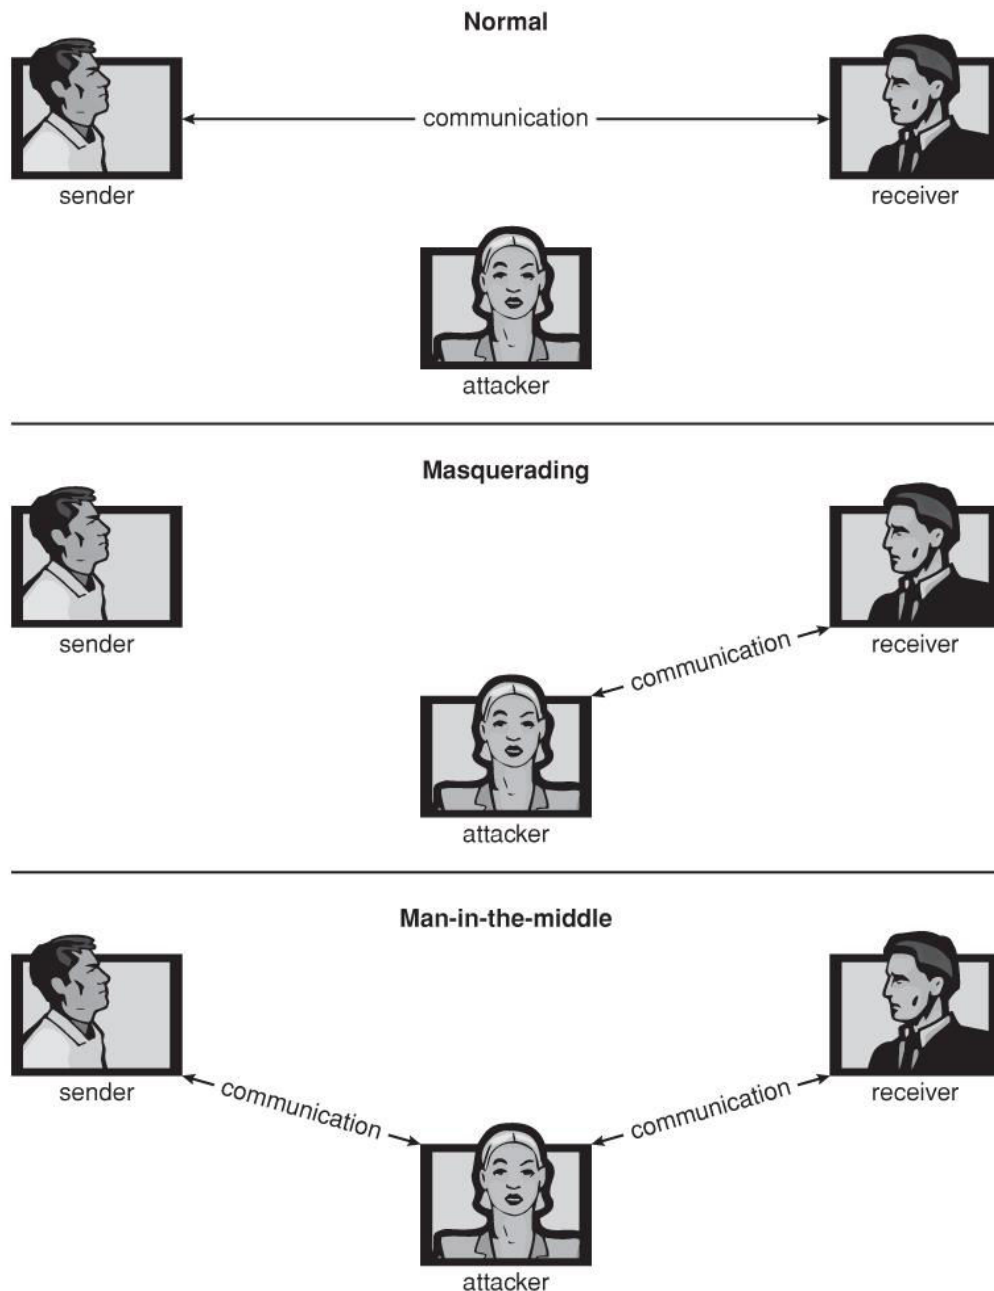 Normal
communication
sender
receiver
attacker
Masquerading
sender
receiver
communication
attacker
Man-in-the-middle
sender
receiver
communication
communication
attacker